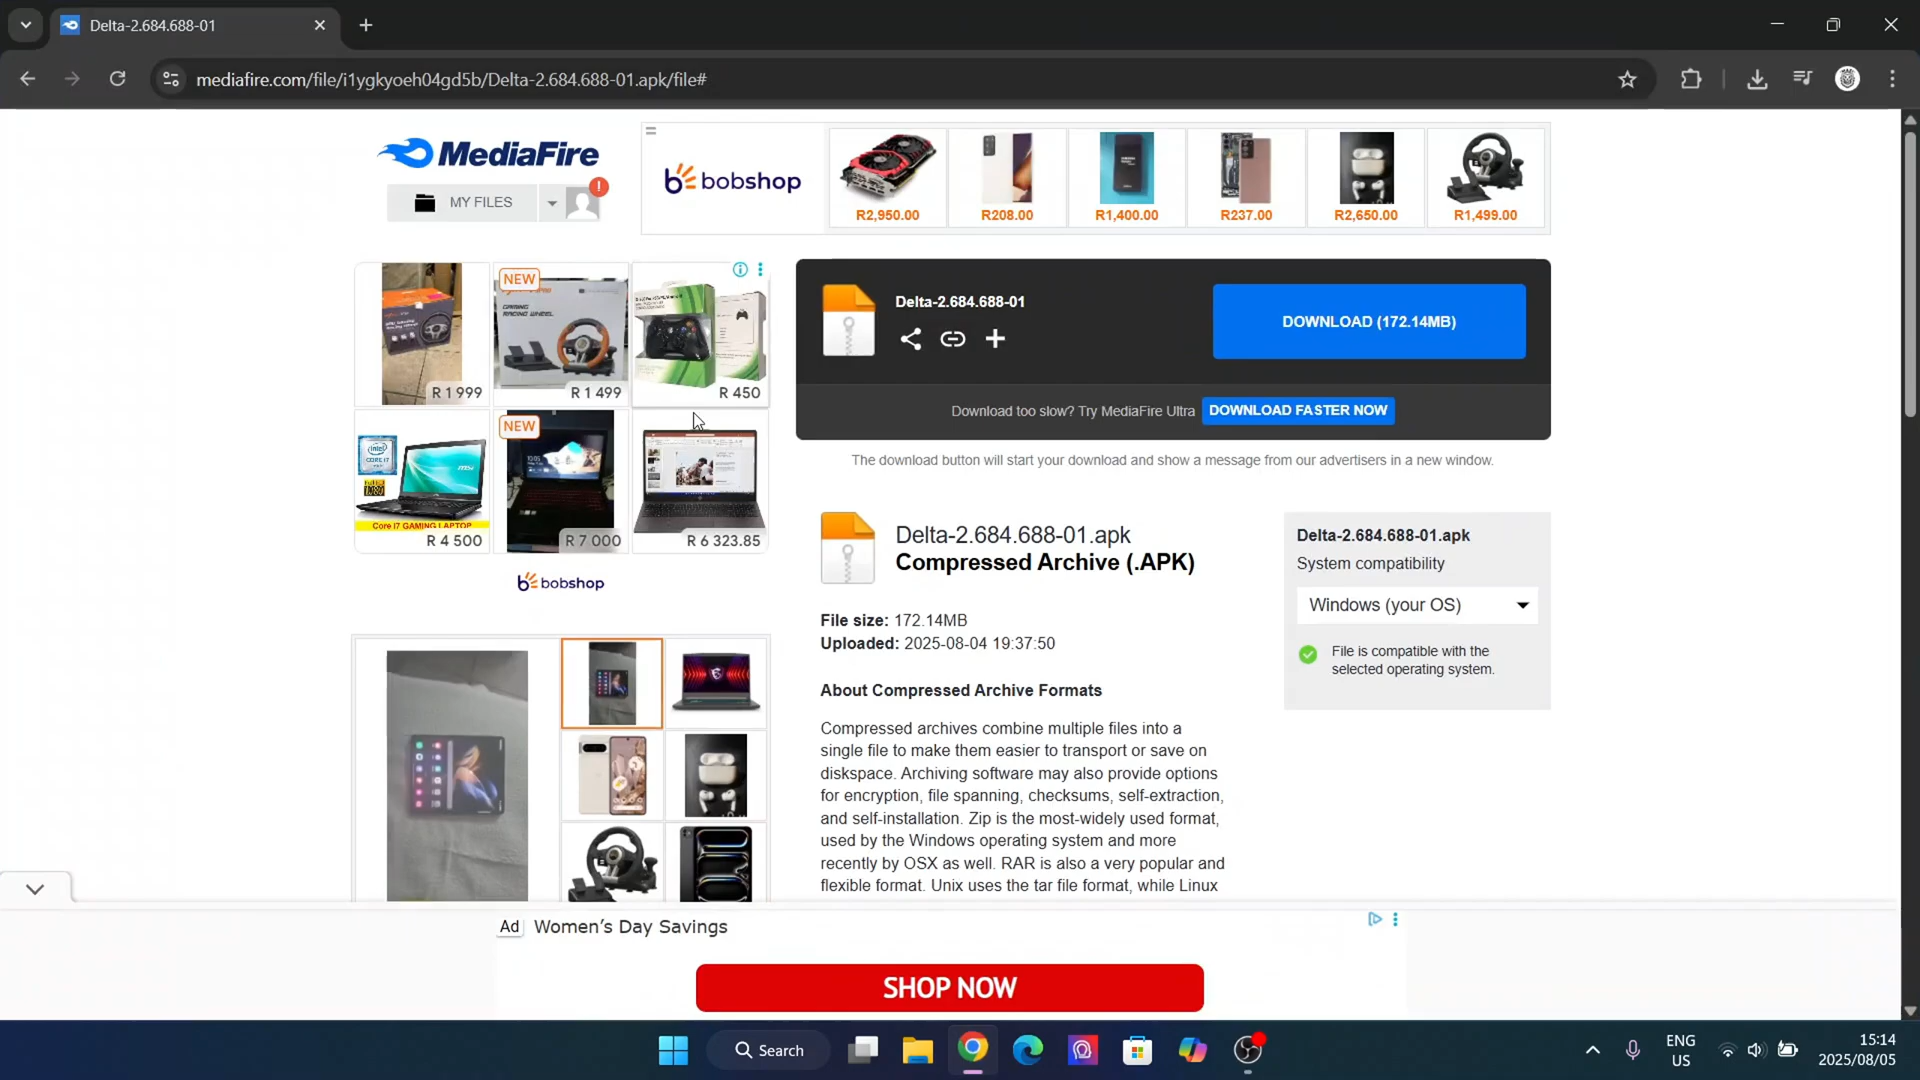 Delta-2.684.688-01
mediafire.com/file/i1ygkyoeh04gd5b/Delta-2.684.688-01.apk/file#
MediaFire
MY FILES
!
bobshop
R2,950.00
R208.00
R1,400.00
R237.00
R2,650.00
R1,499.00
R 1 999
NEW
R 1 499
R 450
Core i7 GAMING LAPTOP
R 4 500
NEW
R 7 000
R 6 323.85
bobshop
Delta-2.684.688-01
DOWNLOAD (172.14MB)
Download too slow? Try MediaFire Ultra
DOWNLOAD FASTER NOW
The download button will start your download and show a message from our advertisers in a new window.
Delta-2.684.688-01.apk
Compressed Archive (.APK)
File size: 172.14MB
Uploaded: 2025-08-04 19:37:50
About Compressed Archive Formats
Compressed archives combine multiple files into a
single file to make them easier to transport or save on
diskspace. Archiving software may also provide options
for encryption, file spanning, checksums, self-extraction,
and self-installation. Zip is the most-widely used format,
used by the Windows operating system and more
recently by OSX as well. RAR is also a very popular and
flexible format. Unix uses the tar file format, while Linux
Delta-2.684.688-01.apk
System compatibility
Windows (your OS)
File is compatible with the
selected operating system.
Ad
Women's Day Savings
SHOP NOW
Search
ENG
US
15:14
2025/08/05